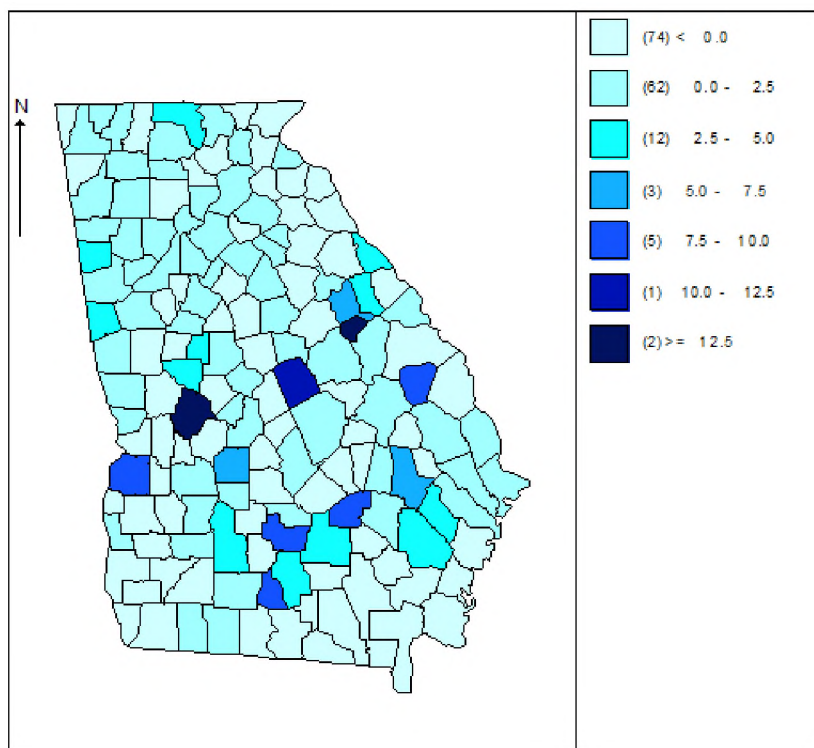 N
(74) < 0.0
(62) 0.0 - 2.5
(12) 2.5 - 5.0
(3) 5.0 - 7.5
(5) 7.5 - 10.0
(1) 10.0 - 12.5
(2) >= 12.5